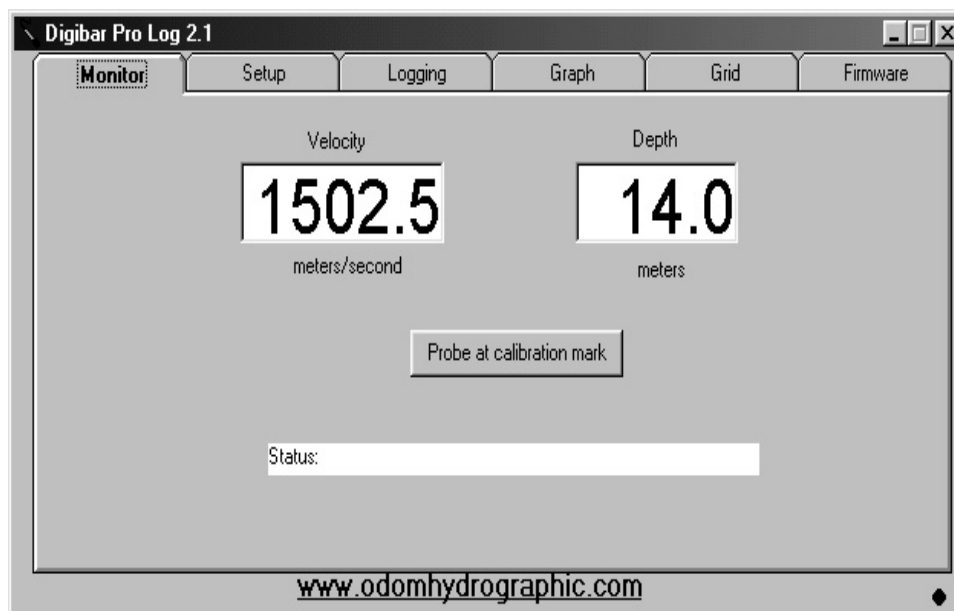 Digibar Pro Log 2.1
Monitor Setup Logging Graph Grid Firmware
Velocity Depth
1502.5 14.0
meters/second meters
Probe at calibration mark
Status:
www.odomhydrographic.com